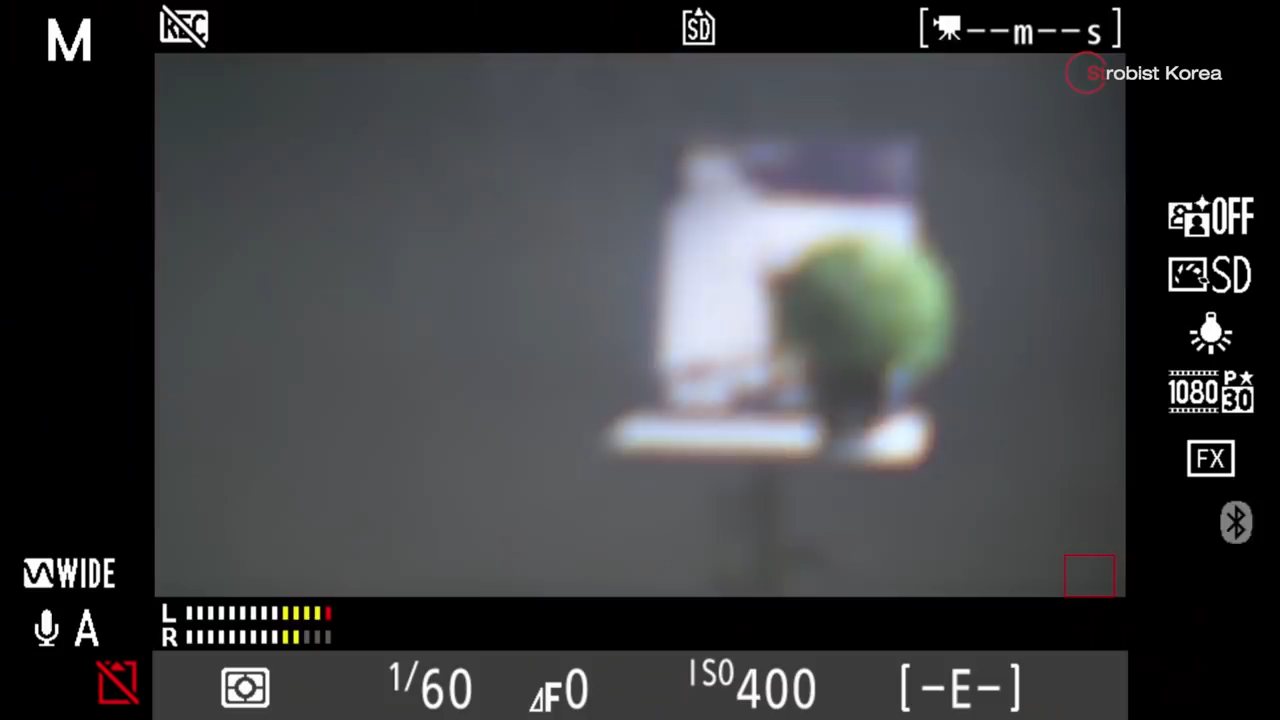 M
REC
SD
[--m--s]
Strobist Korea
OFF
SD
1080 P★ 30
FX
WIDE
A
L
R
1/60
⊿F0
ISO 400
[-E-]